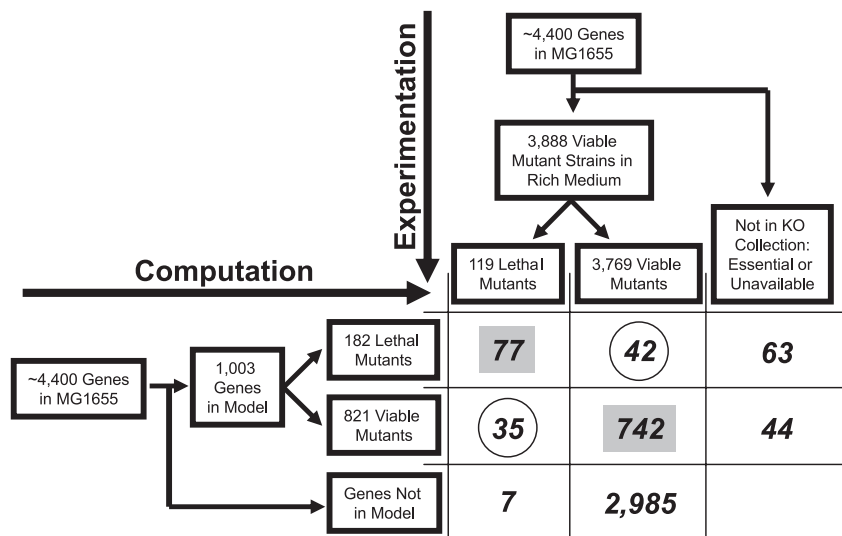 ~4,400 Genes
in MG1655
Experimentation
3,888 Viable
Mutant Strains in
Rich Medium
Not in KO
Collection:
Essential or
Unavailable
119 Lethal
Mutants
3,769 Viable
Mutants
Computation
~4,400 Genes
in MG1655
1,003
Genes
in Model
182 Lethal
Mutants
77
42
63
821 Viable
Mutants
35
742
44
Genes Not
in Model
7
2,985